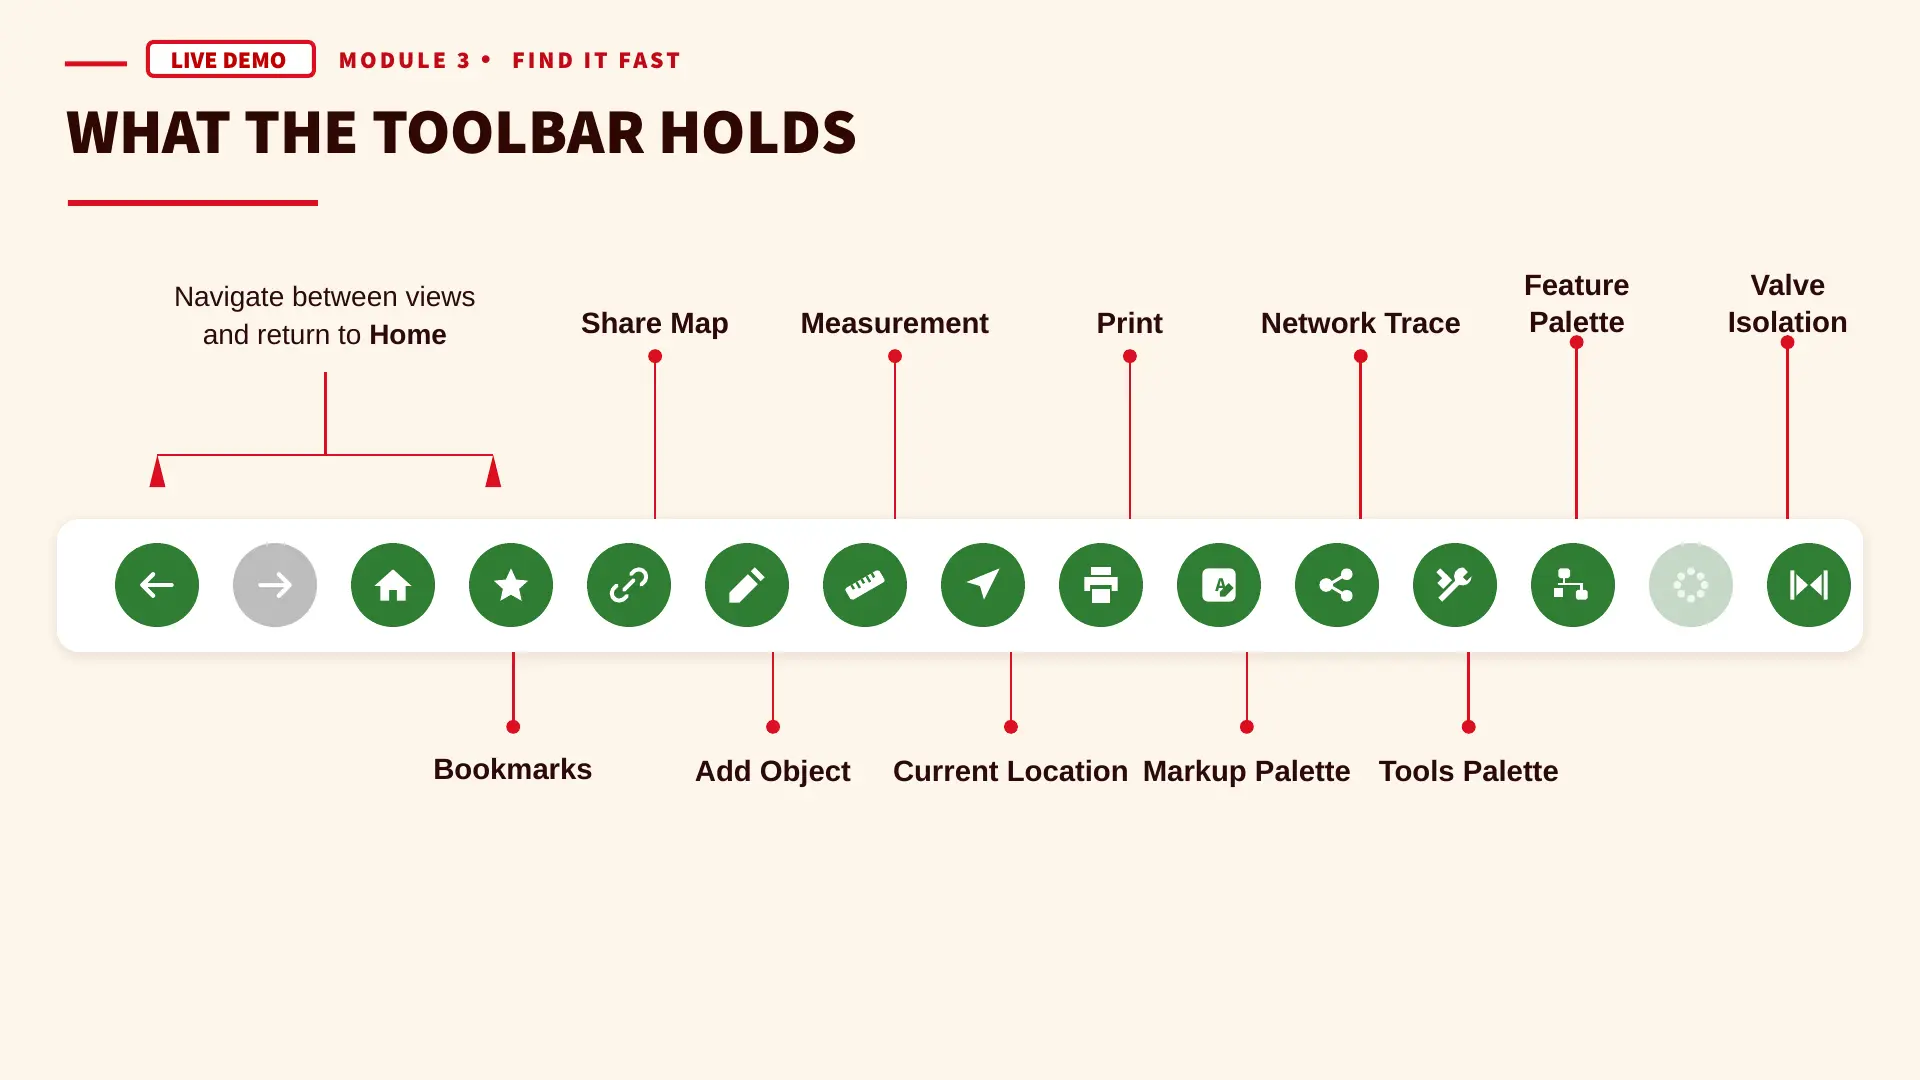 LIVE DEMO MODULE 3 • FIND IT FAST
WHAT THE TOOLBAR HOLDS
Navigate between views
and return to Home
Share Map
Measurement
Print
Network Trace
Feature
Palette
Valve
Isolation
A
Bookmarks
Add Object
Current Location
Markup Palette
Tools Palette